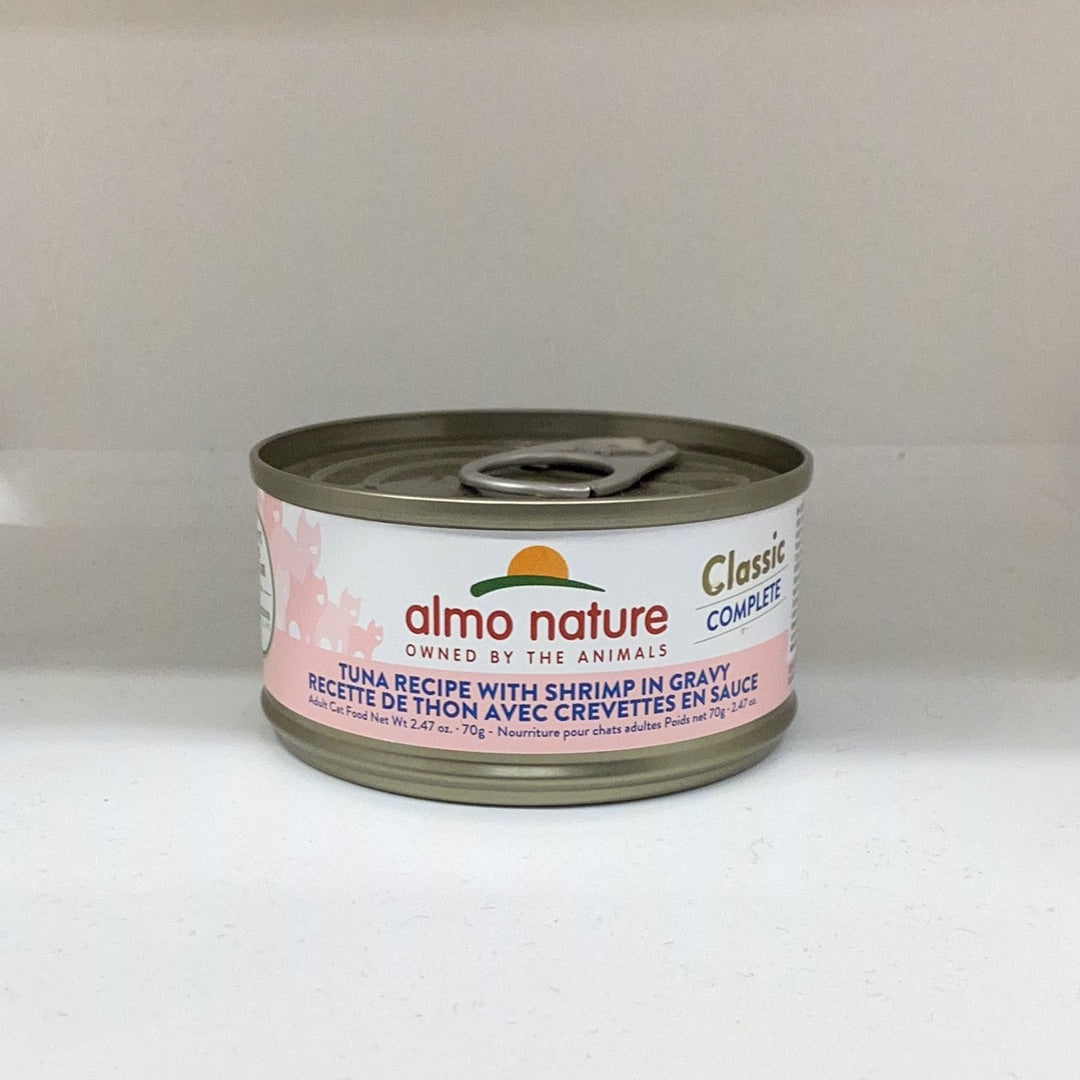 almo nature
OWNED BY THE ANIMALS
Classic
COMPLETE
TUNA RECIPE WITH SHRIMP IN GRAVY
RECETTE DE THON AVEC CREVETTES EN SAUCE
Adult Cat Food Net Wt 2.47 oz. · 70g - Nourriture pour chats adultes Poids net 70g · 2.47 oz.